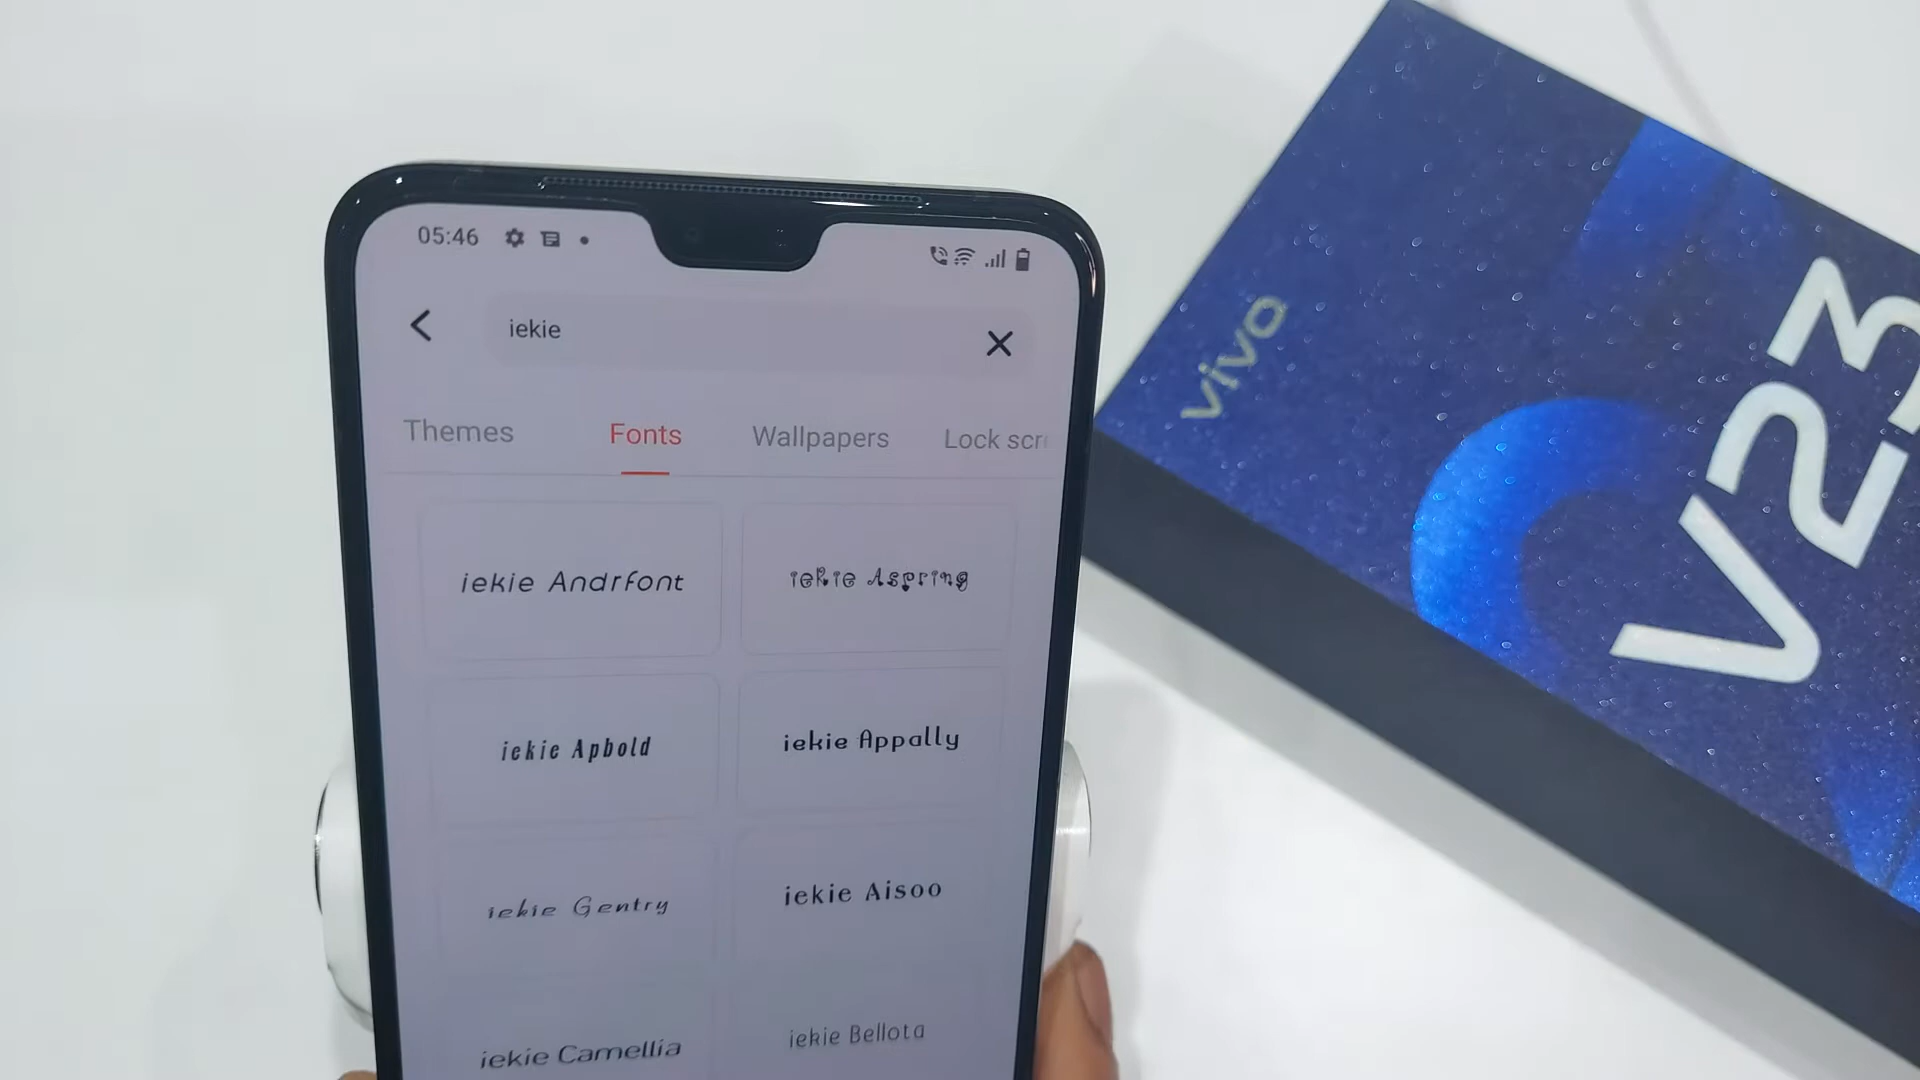 05:46
iekie
Themes Fonts Wallpapers Lock scr
iekie Andrfont
iekie Aspring
iekie Apbold
iekie Appally
iekie Gentry
iekie Aisoo
iekie Camellia
iekie Bellota
vivo
V23